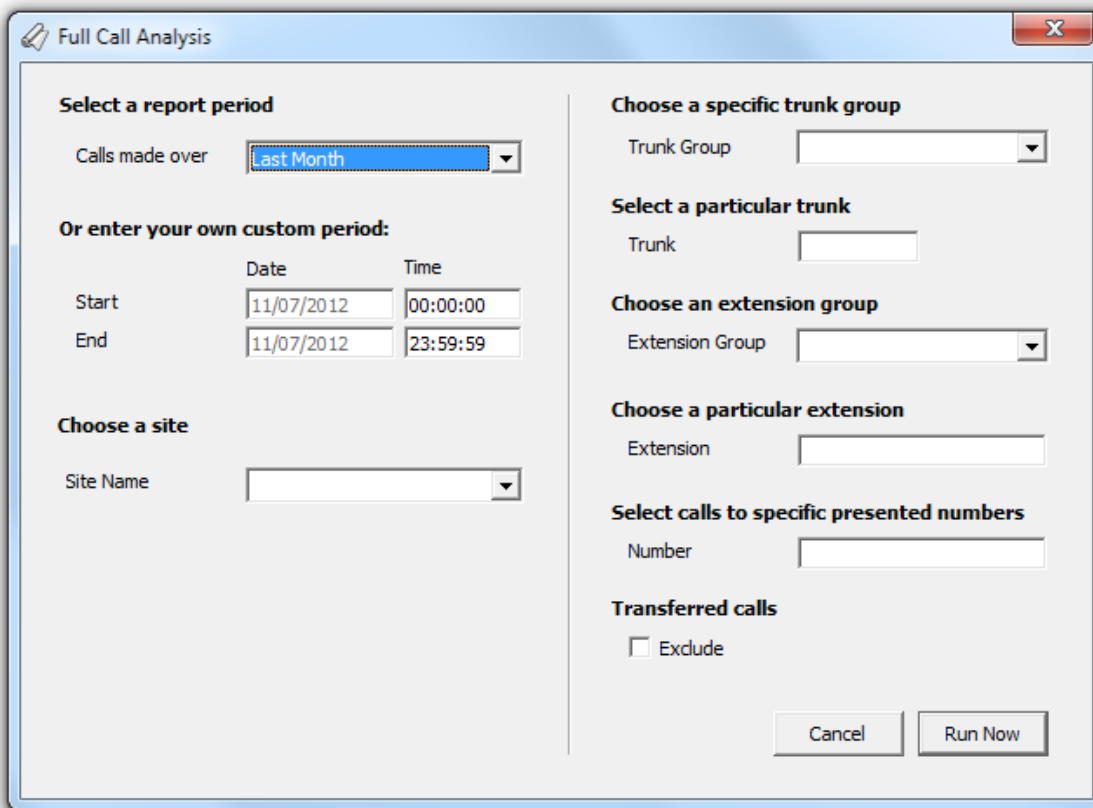 Full Call Analysis
Select a report period
Calls made over Last Month
Or enter your own custom period:
Date Time
Start 11/07/2012 00:00:00
End 11/07/2012 23:59:59
Choose a site
Site Name
Choose a specific trunk group
Trunk Group
Select a particular trunk
Trunk
Choose an extension group
Extension Group
Choose a particular extension
Extension
Select calls to specific presented numbers
Number
Transferred calls
Exclude
Cancel Run Now